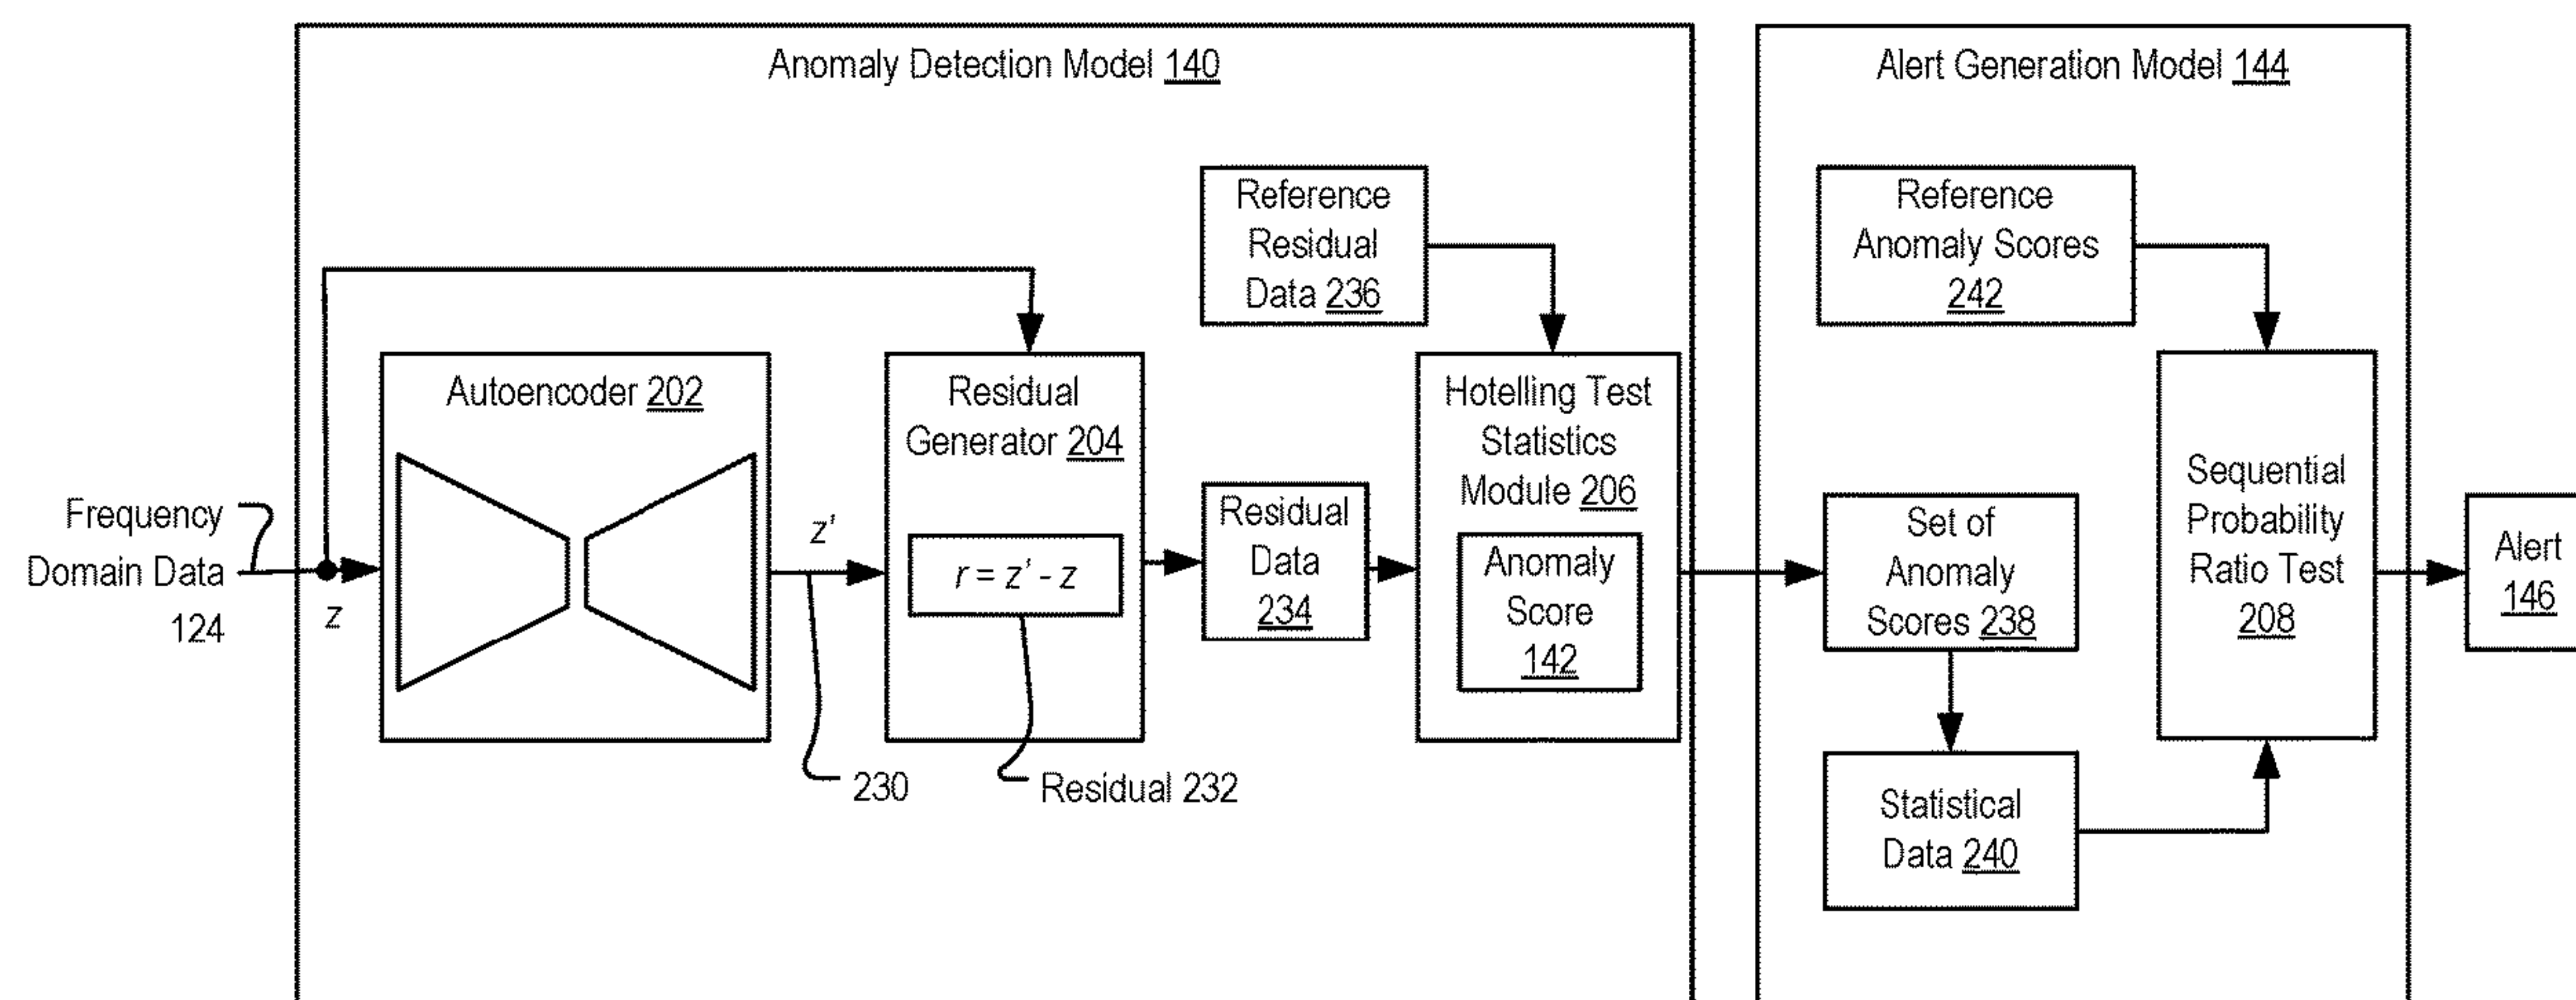 Anomaly Detection Model 140
Alert Generation Model 144
Reference
Residual
Data 236
Reference
Anomaly Scores
242
Autoencoder 202
Residual
Generator 204
Hotelling Test
Statistics
Module 206
Frequency
Domain Data
124
z
z'
r = z' - z
Residual
Data
234
Anomaly
Score
142
Set of
Anomaly
Scores 238
Sequential
Probability
Ratio Test
208
Alert
146
230
Residual 232
Statistical
Data 240